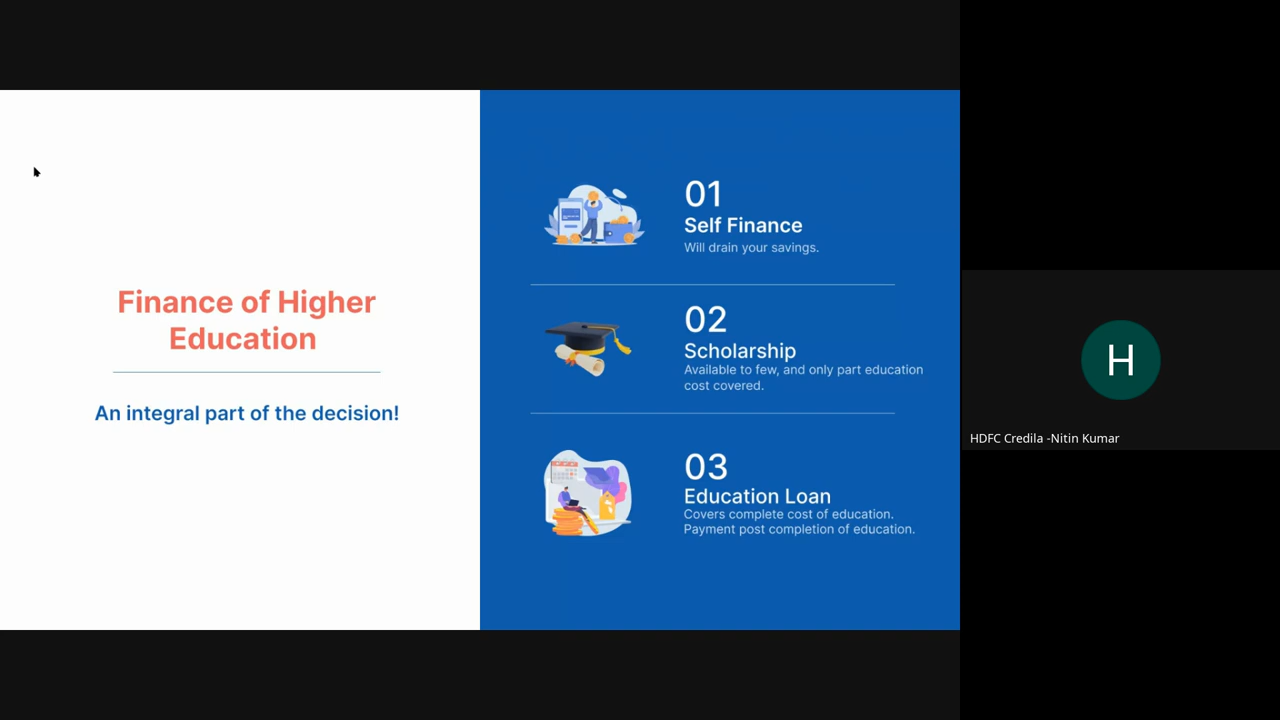 Finance of Higher
Education
An integral part of the decision!
01
Self Finance
Will drain your savings.
02
Scholarship
Available to few, and only part education
cost covered.
03
Education Loan
Covers complete cost of education.
Payment post completion of education.
H
HDFC Credila -Nitin Kumar